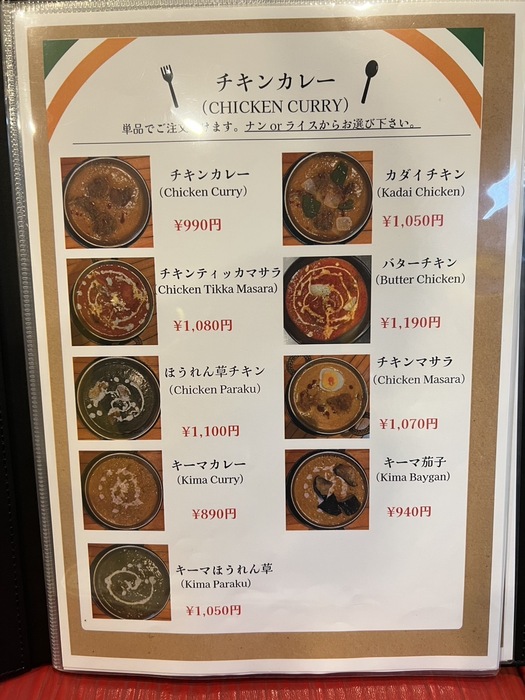 チキンカレー
(CHICKEN CURRY)
単品でご注文けます。ナン or ライスからお選び下さい。
チキンカレー
(Chicken Curry)
¥990円
カダイチキン
(Kadai Chicken)
¥1,050円
チキンティッカマサラ
(Chicken Tikka Masara)
¥1,080円
バターチキン
(Butter Chicken)
¥1,190円
ほうれん草チキン
(Chicken Paraku)
¥1,100円
チキンマサラ
(Chicken Masara)
¥1,070円
キーマカレー
(Kima Curry)
¥890円
キーマ茄子
(Kima Baygan)
¥940円
キーマほうれん草
(Kima Paraku)
¥1,050円